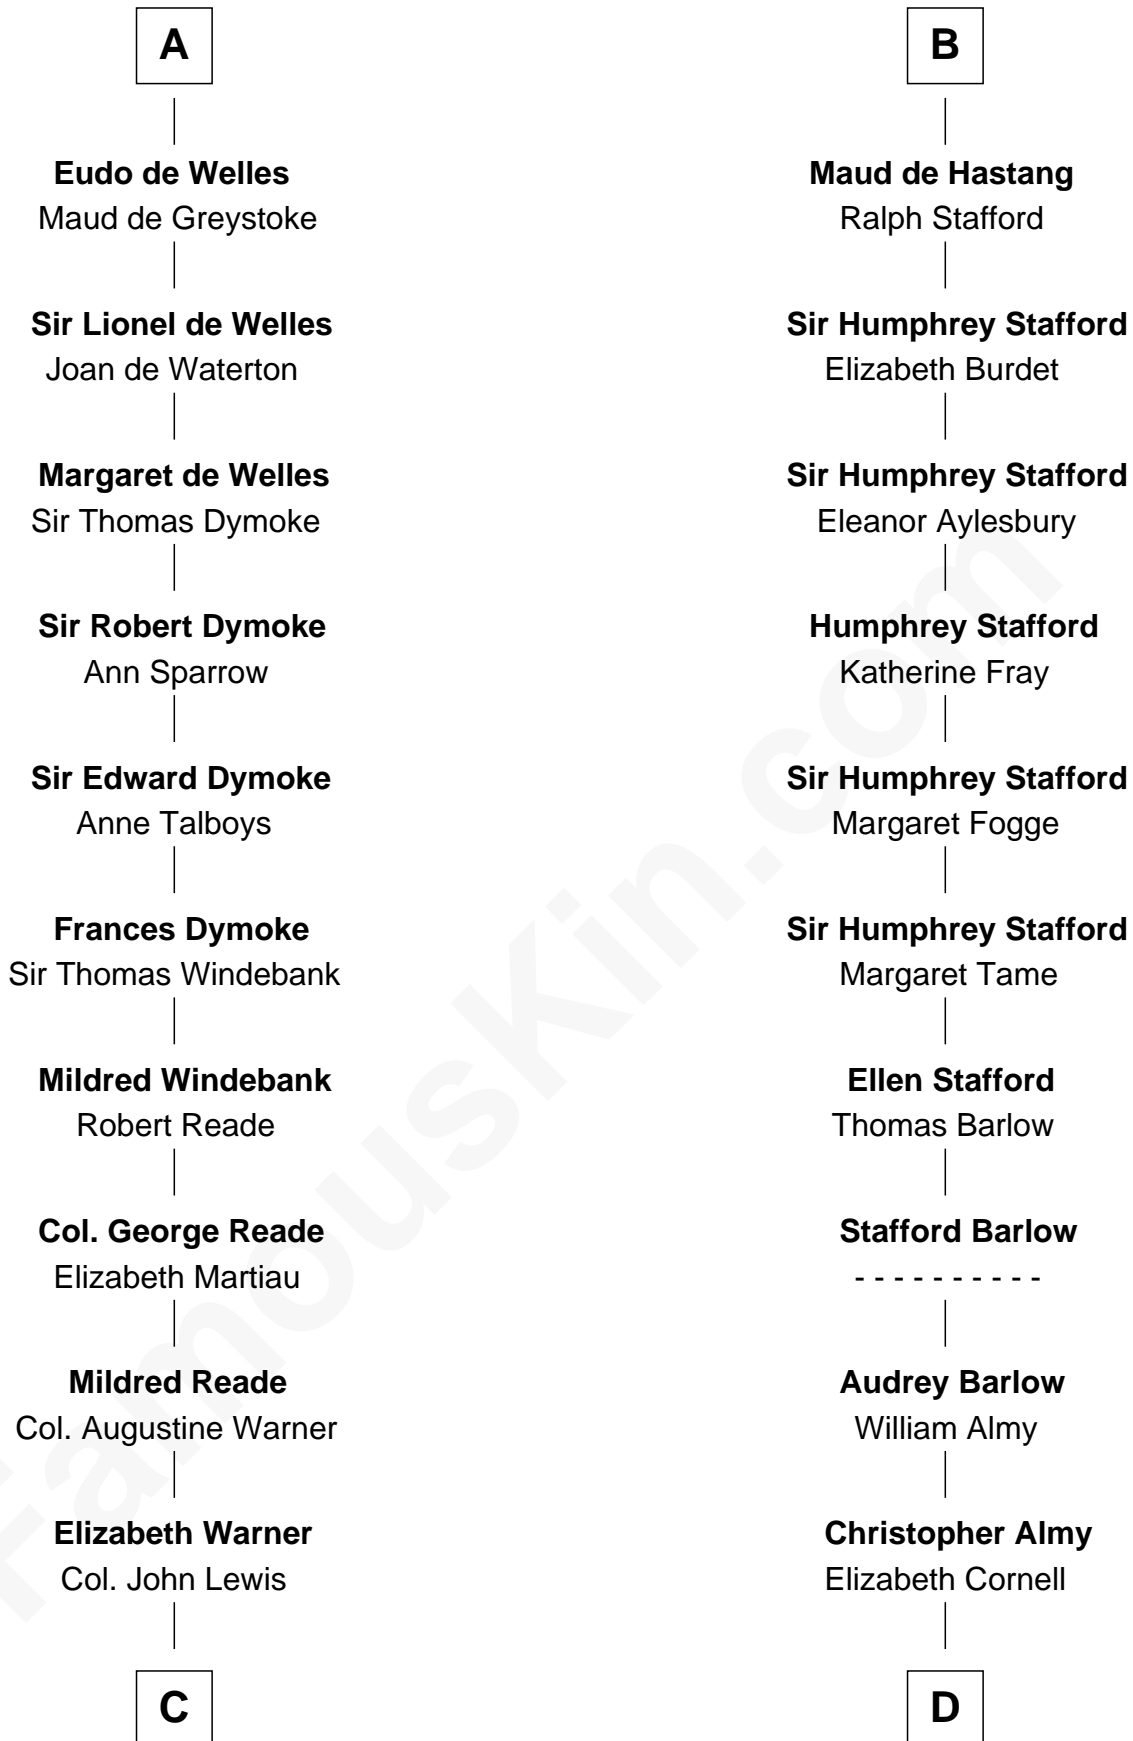 A
Eudo de Welles
Maud de Greystoke
Sir Lionel de Welles
Joan de Waterton
Margaret de Welles
Sir Thomas Dymoke
Sir Robert Dymoke
Ann Sparrow
Sir Edward Dymoke
Anne Talboys
Frances Dymoke
Sir Thomas Windebank
Mildred Windebank
Robert Reade
Col. George Reade
Elizabeth Martiau
Mildred Reade
Col. Augustine Warner
Elizabeth Warner
Col. John Lewis
C
B
Maud de Hastang
Ralph Stafford
Sir Humphrey Stafford
Elizabeth Burdet
Sir Humphrey Stafford
Eleanor Aylesbury
Humphrey Stafford
Katherine Fray
Sir Humphrey Stafford
Margaret Fogge
Sir Humphrey Stafford
Margaret Tame
Ellen Stafford
Thomas Barlow
Stafford Barlow
- - - - - - - - - -
Audrey Barlow
William Almy
Christopher Almy
Elizabeth Cornell
D
FamousKin.com